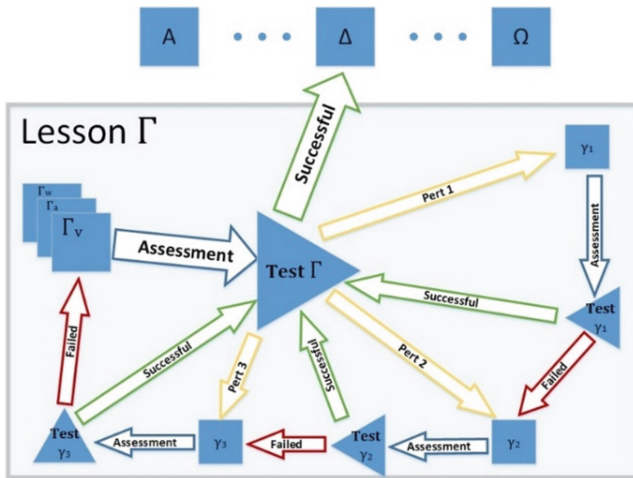 A
Δ
Ω
Lesson Γ
Successful
γ₁
Pert 1
Γw
Γa
Γv
Assessment
Assessment
Test Γ
Successful
Test
γ₁
Failed
Successful
Successful
Pert 3
Pert 2
Failed
Test
γ₃
Assessment
γ₃
Failed
Test
γ₂
Assessment
γ₂